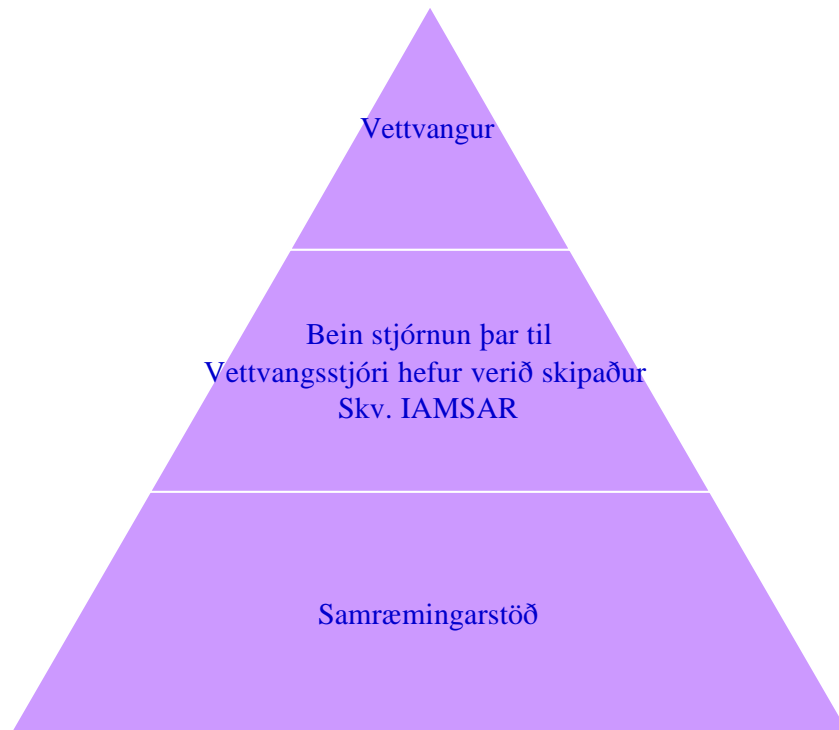 Vettvangur
Bein stjórnun þar til
Vettvangsstjóri hefur verið skipaður
Skv. IAMSAR
Samræmingarstöð